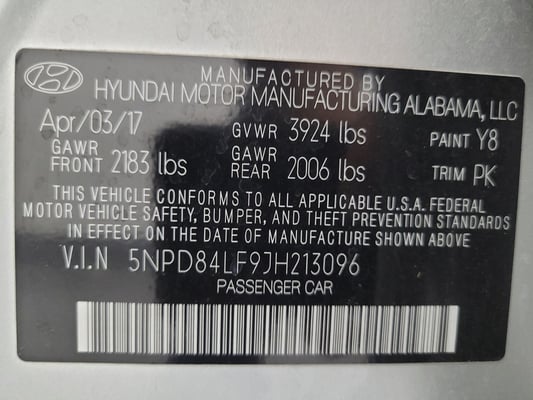 MANUFACTURED BY
HYUNDAI MOTOR MANUFACTURING ALABAMA, LLC
Apr/03/17 GVWR 3924 lbs PAINT Y8
GAWR FRONT 2183 lbs GAWR REAR 2006 lbs TRIM PK
THIS VEHICLE CONFORMS TO ALL APPLICABLE U.S.A. FEDERAL
MOTOR VEHICLE SAFETY, BUMPER, AND THEFT PREVENTION STANDARDS
IN EFFECT ON THE DATE OF MANUFACTURE SHOWN ABOVE
V.I.N 5NPD84LF9JH213096
PASSENGER CAR